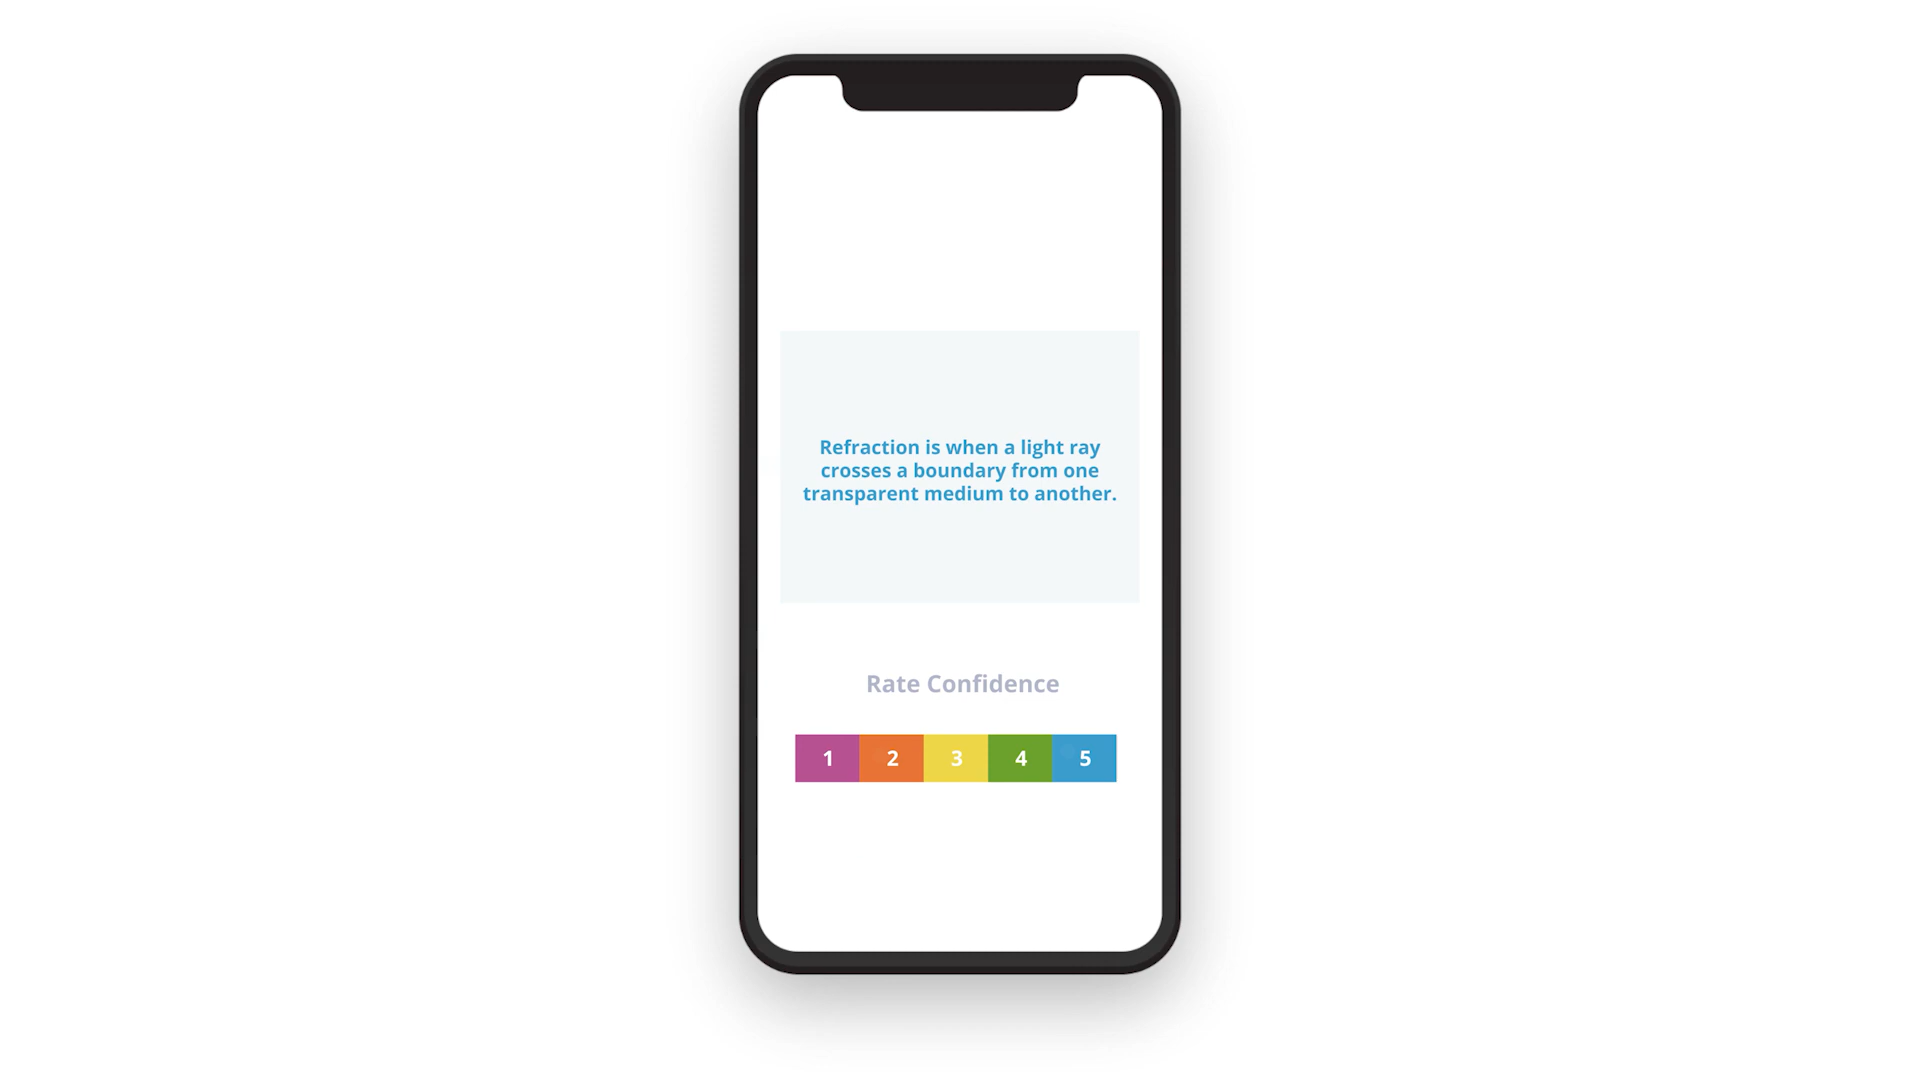 Refraction is when a light ray
crosses a boundary from one
transparent medium to another.
Rate Confidence
1 2 3 4 5